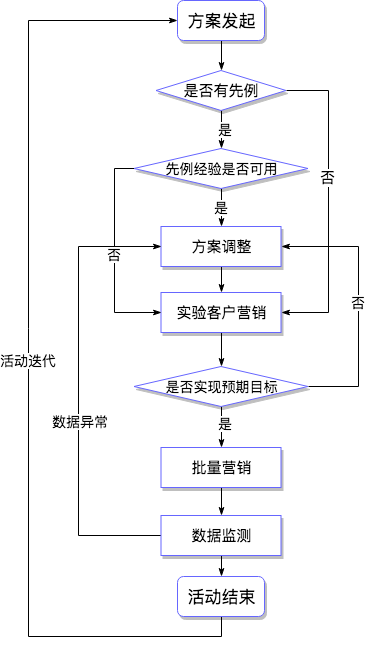 方案发起
是否有先例
是
先例经验是否可用
否
是
方案调整
否
实验客户营销
否
活动迭代
是否实现预期目标
数据异常
是
批量营销
数据监测
活动结束